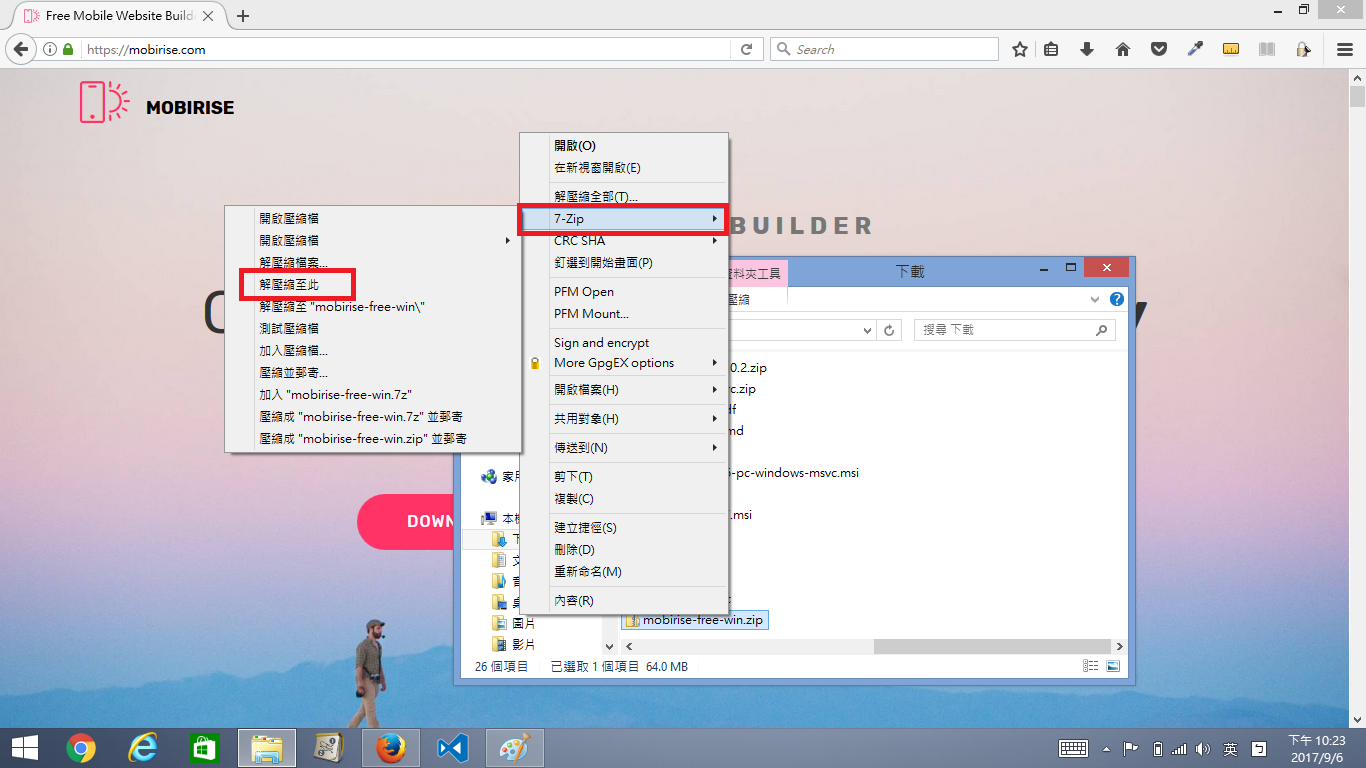 Free Mobile Website Build
https://mobirise.com
Search
MOBIRISE
BUILDER
開啟壓縮檔
開啟壓縮檔
解壓縮檔案...
解壓縮至此
解壓縮至 "mobirise-free-win\"
測試壓縮檔
加入壓縮檔...
壓縮並郵寄...
加入 "mobirise-free-win.7z"
壓縮成 "mobirise-free-win.7z" 並郵寄
壓縮成 "mobirise-free-win.zip" 並郵寄
開啟(O)
在新視窗開啟(E)
解壓縮全部(T)...
7-Zip
CRC SHA
釘選到開始畫面(P)
PFM Open
PFM Mount...
Sign and encrypt
More GpgEX options
開啟檔案(H)
共用對象(H)
傳送到(N)
剪下(T)
複製(C)
建立捷徑(S)
刪除(D)
重新命名(M)
內容(R)
料夾工具
下載
壓縮
搜尋 下載
0.2.zip
c.zip
df
md
-pc-windows-msvc.msi
.msi
mobirise-free-win.zip
家用
本機
下
文
音
桌
圖片
影片
26 個項目
已選取 1 個項目 64.0 MB
DOWN
英
下午 10:23
2017/9/6